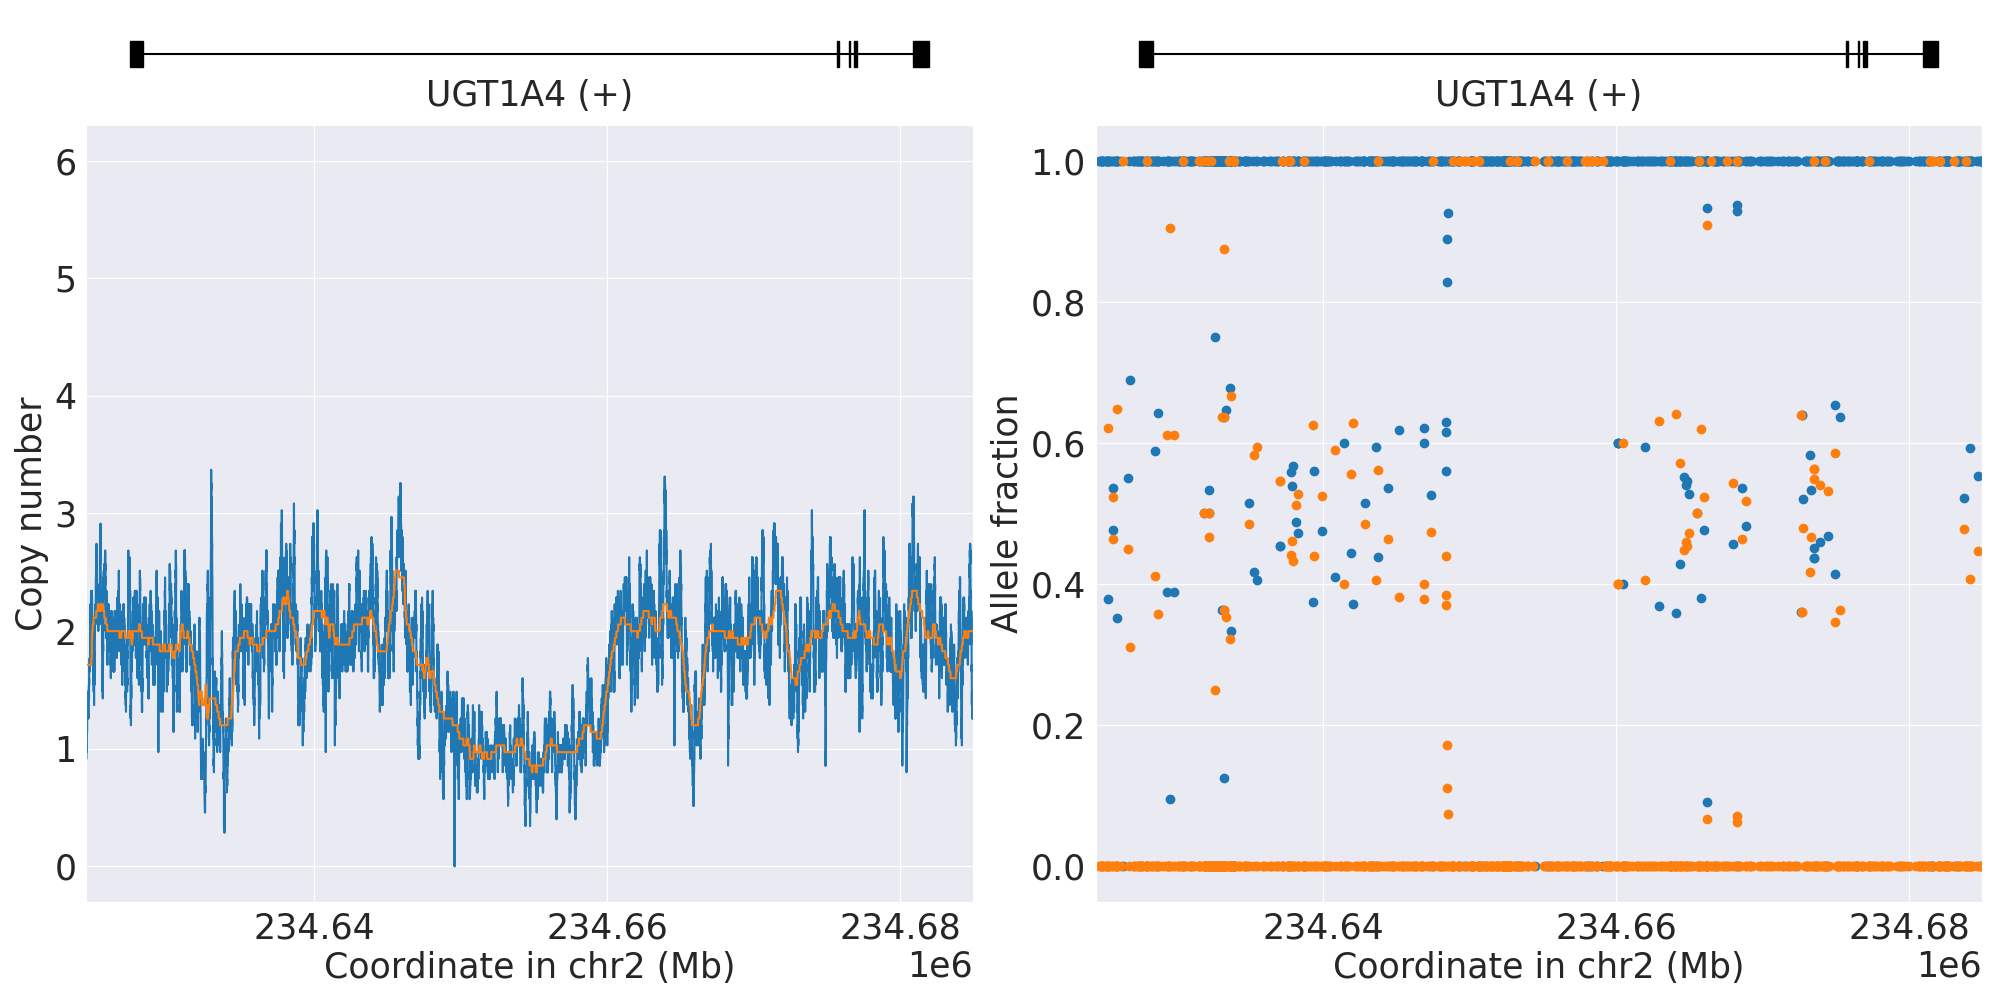 UGT1A4 (+)
6
5
4
3
2
1
0
Copy number
234.64
234.66
234.68
Coordinate in chr2 (Mb)
1e6
UGT1A4 (+)
1.0
0.8
0.6
0.4
0.2
0.0
Allele fraction
234.64
234.66
234.68
Coordinate in chr2 (Mb)
1e6